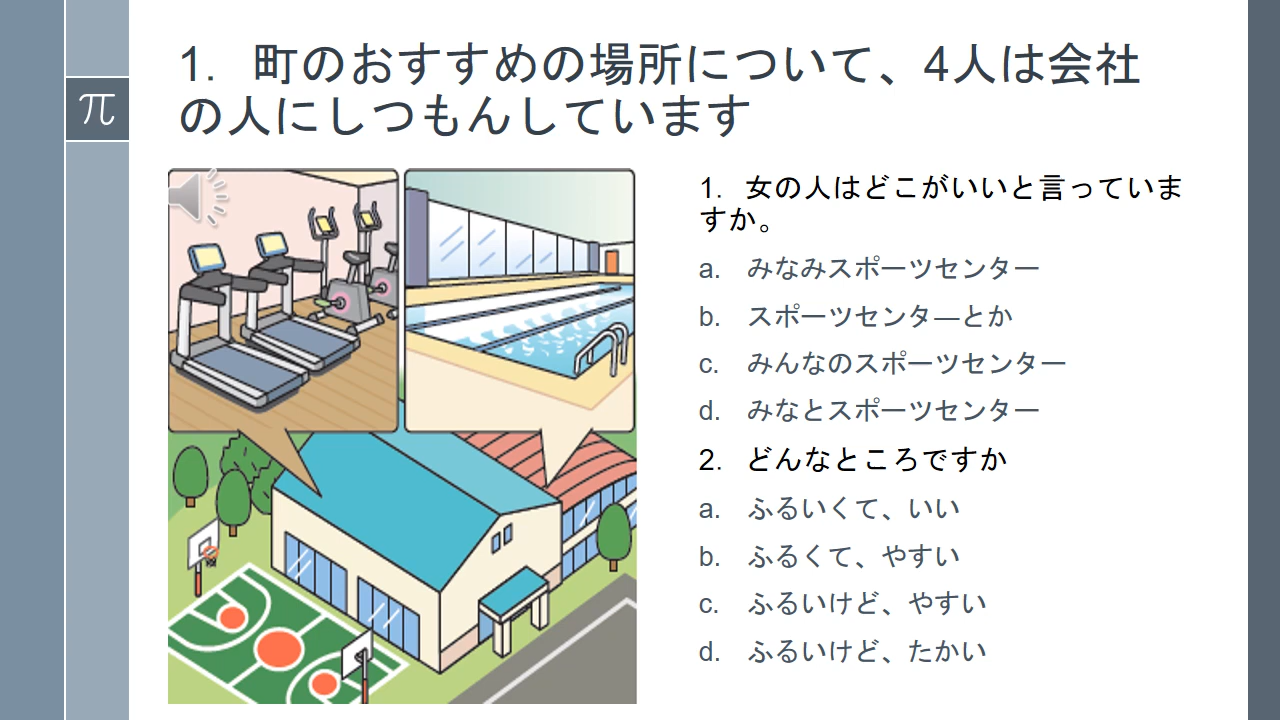 π
1. 町のおすすめの場所について、4人は会社
の人にしつもんしています
1. 女の人はどこがいいと言っていま
すか。
a. みなみスポーツセンター
b. スポーツセンタ―とか
c. みんなのスポーツセンター
d. みなとスポーツセンター
2. どんなところですか
a. ふるいくて、いい
b. ふるくて、やすい
c. ふるいけど、やすい
d. ふるいけど、たかい